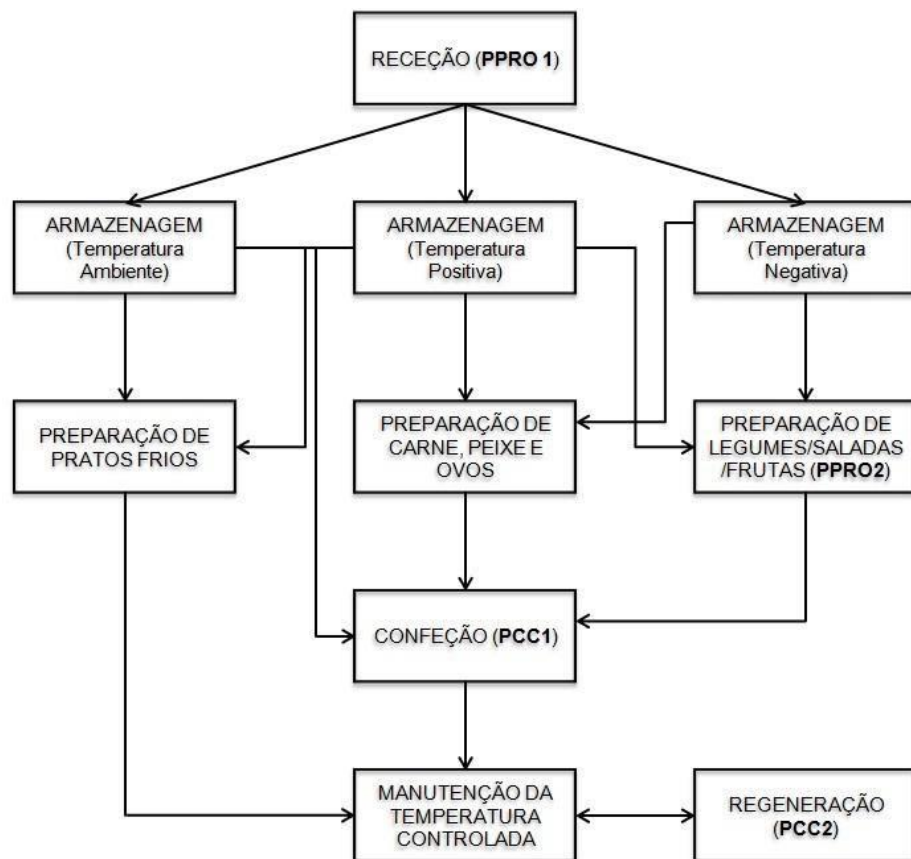 RECEÇÃO (PPRO 1)
ARMAZENAGEM
(Temperatura
Ambiente)
ARMAZENAGEM
(Temperatura
Positiva)
ARMAZENAGEM
(Temperatura
Negativa)
PREPARAÇÃO DE
PRATOS FRIOS
PREPARAÇÃO DE
CARNE, PEIXE E
OVOS
PREPARAÇÃO DE
LEGUMES/SALADAS
/FRUTAS (PPRO2)
CONFEÇÃO (PCC1)
MANUTENÇÃO DA
TEMPERATURA
CONTROLADA
REGENERAÇÃO
(PCC2)